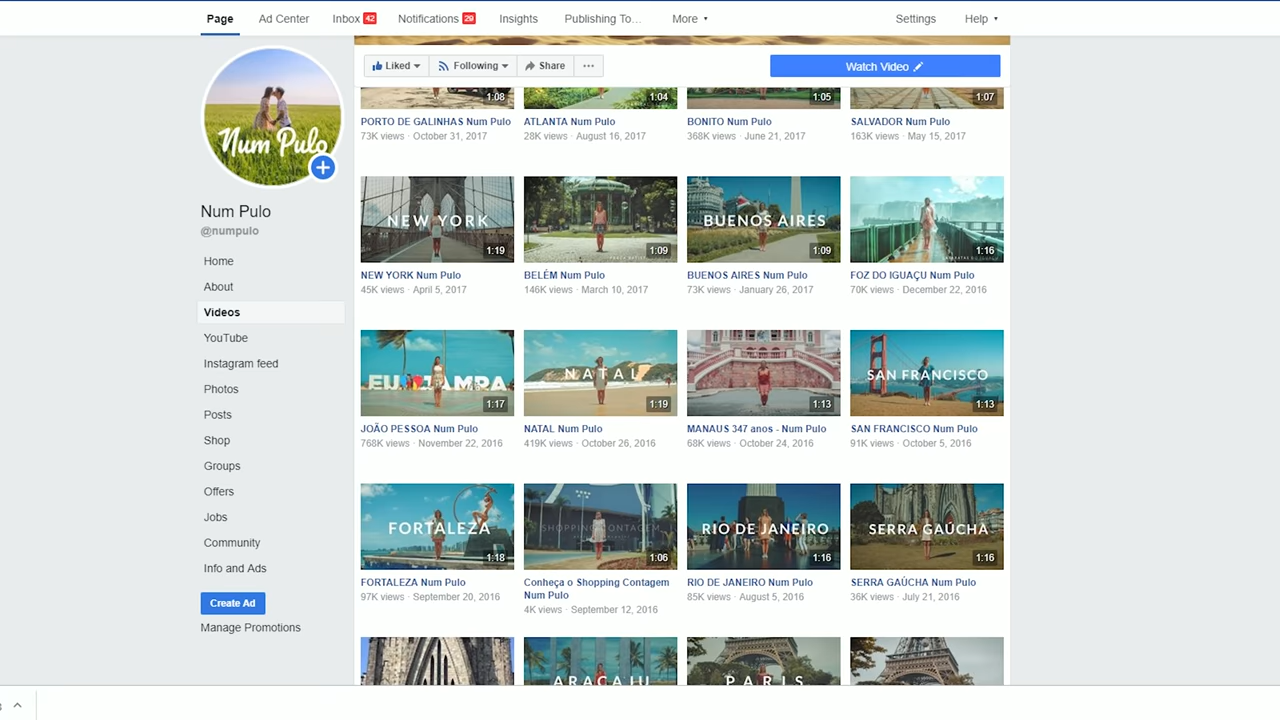 Page Ad Center Inbox 42 Notifications 29 Insights Publishing To... More Settings Help
Num Pulo
Num Pulo
@numpulo
Home
About
Videos
YouTube
Instagram feed
Photos
Posts
Shop
Groups
Offers
Jobs
Community
Info and Ads
Create Ad
Manage Promotions
Liked Following Share ... Watch Video
1:08 1:04 1:05 1:07
PORTO DE GALINHAS Num Pulo ATLANTA Num Pulo BONITO Num Pulo SALVADOR Num Pulo
73K views · October 31, 2017 28K views · August 16, 2017 368K views · June 21, 2017 163K views · May 15, 2017
NEW YORK BUENOS AIRES
1:19 1:09 1:09 1:16
NEW YORK Num Pulo BELÉM Num Pulo BUENOS AIRES Num Pulo FOZ DO IGUAÇU Num Pulo
45K views · April 5, 2017 146K views · March 10, 2017 73K views · January 26, 2017 70K views · December 22, 2016
NATAL SAN FRANCISCO
1:17 1:19 1:13 1:13
JOÃO PESSOA Num Pulo NATAL Num Pulo MANAUS 347 anos - Num Pulo SAN FRANCISCO Num Pulo
768K views · November 22, 2016 419K views · October 26, 2016 68K views · October 24, 2016 91K views · October 5, 2016
FORTALEZA SHOPPING CONTAGEM RIO DE JANEIRO SERRA GAÚCHA
1:18 1:06 1:16 1:16
FORTALEZA Num Pulo Conheça o Shopping Contagem RIO DE JANEIRO Num Pulo SERRA GAÚCHA Num Pulo
Num Pulo
97K views · September 20, 2016 4K views · September 12, 2016 85K views · August 5, 2016 36K views · July 21, 2016
ARACAJU PARIS